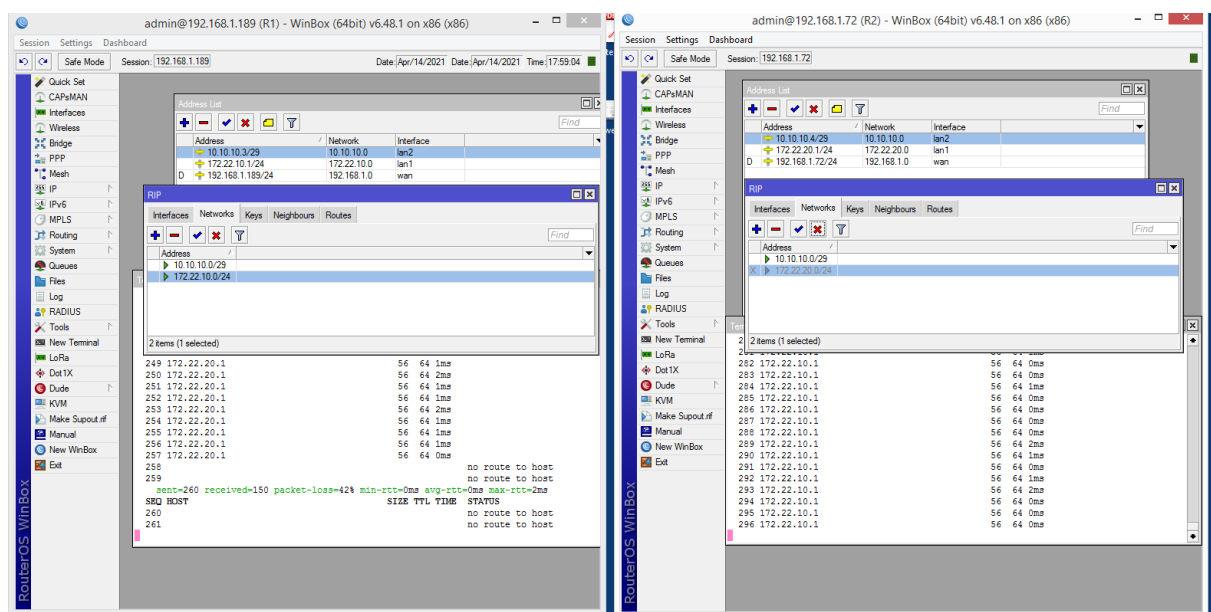 admin@192.168.1.189 (R1) - WinBox (64bit) v6.48.1 on x86 (x86)
Session Settings Dashboard
Safe Mode Session: 192.168.1.189 Date: Apr/14/2021 Date: Apr/14/2021 Time: 17:59:04
Quick Set
CAPsMAN
Interfaces
Wireless
Bridge
PPP
Mesh
IP
IPv6
MPLS
Routing
System
Queues
Files
Log
RADIUS
Tools
New Terminal
LoRa
Dot1X
Dude
KVM
Make Supout.rif
Manual
New WinBox
Exit
RouterOS WinBox
Address List
Find
Address Network Interface
10.10.10.3/29 10.10.10.0 lan2
172.22.10.1/24 172.22.10.0 lan1
D 192.168.1.189/24 192.168.1.0 wan
RIP
Interfaces Networks Keys Neighbours Routes
Find
Address
10.10.10.0/29
172.22.10.0/24
2 items (1 selected)
249 172.22.20.1 56 64 1ms
250 172.22.20.1 56 64 2ms
251 172.22.20.1 56 64 1ms
252 172.22.20.1 56 64 1ms
253 172.22.20.1 56 64 2ms
254 172.22.20.1 56 64 1ms
255 172.22.20.1 56 64 1ms
256 172.22.20.1 56 64 1ms
257 172.22.20.1 56 64 0ms
258 no route to host
259 no route to host
sent=260 received=150 packet-loss=42% min-rtt=0ms avg-rtt=0ms max-rtt=2ms
SEQ HOST SIZE TTL TIME STATUS
260 no route to host
261 no route to host
admin@192.168.1.72 (R2) - WinBox (64bit) v6.48.1 on x86 (x86)
Session Settings Dashboard
Safe Mode Session: 192.168.1.72
Quick Set
CAPsMAN
Interfaces
Wireless
Bridge
PPP
Mesh
IP
IPv6
MPLS
Routing
System
Queues
Files
Log
RADIUS
Tools
New Terminal
LoRa
Dot1X
Dude
KVM
Make Supout.rif
Manual
New WinBox
Exit
RouterOS WinBox
Address List
Find
Address Network Interface
10.10.10.4/29 10.10.10.0 lan2
172.22.20.1/24 172.22.20.0 lan1
D 192.168.1.72/24 192.168.1.0 wan
RIP
Interfaces Networks Keys Neighbours Routes
Find
Address
10.10.10.0/29
X 172.22.20.0/24
2 items (1 selected)
282 172.22.10.1 56 64 0ms
283 172.22.10.1 56 64 0ms
284 172.22.10.1 56 64 1ms
285 172.22.10.1 56 64 0ms
286 172.22.10.1 56 64 0ms
287 172.22.10.1 56 64 0ms
288 172.22.10.1 56 64 0ms
289 172.22.10.1 56 64 2ms
290 172.22.10.1 56 64 1ms
291 172.22.10.1 56 64 0ms
292 172.22.10.1 56 64 1ms
293 172.22.10.1 56 64 2ms
294 172.22.10.1 56 64 0ms
295 172.22.10.1 56 64 0ms
296 172.22.10.1 56 64 0ms